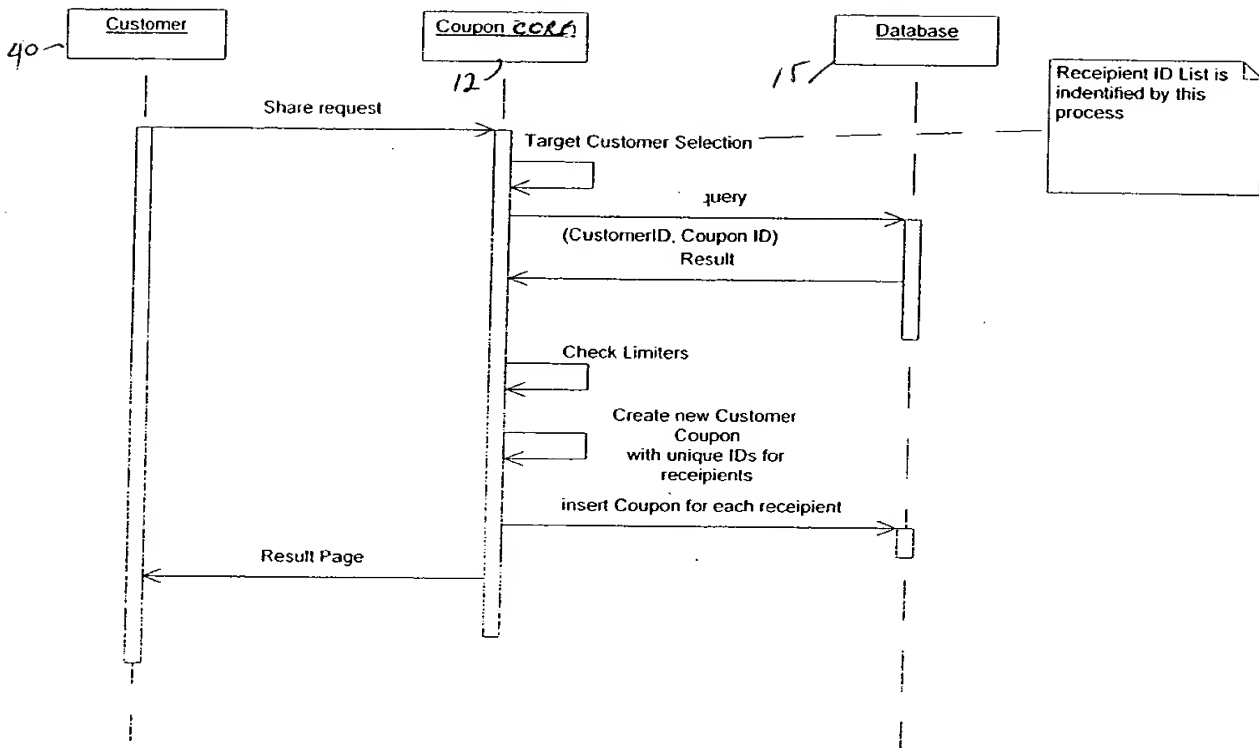 Customer
Coupon CORE
Database
40
12
15
Receipient ID List is
indentified by this
process
Share request
Target Customer Selection
query
(CustomerID, Coupon ID)
Result
Check Limiters
Create new Customer
Coupon
with unique IDs for
receipients
insert Coupon for each receipient
Result Page